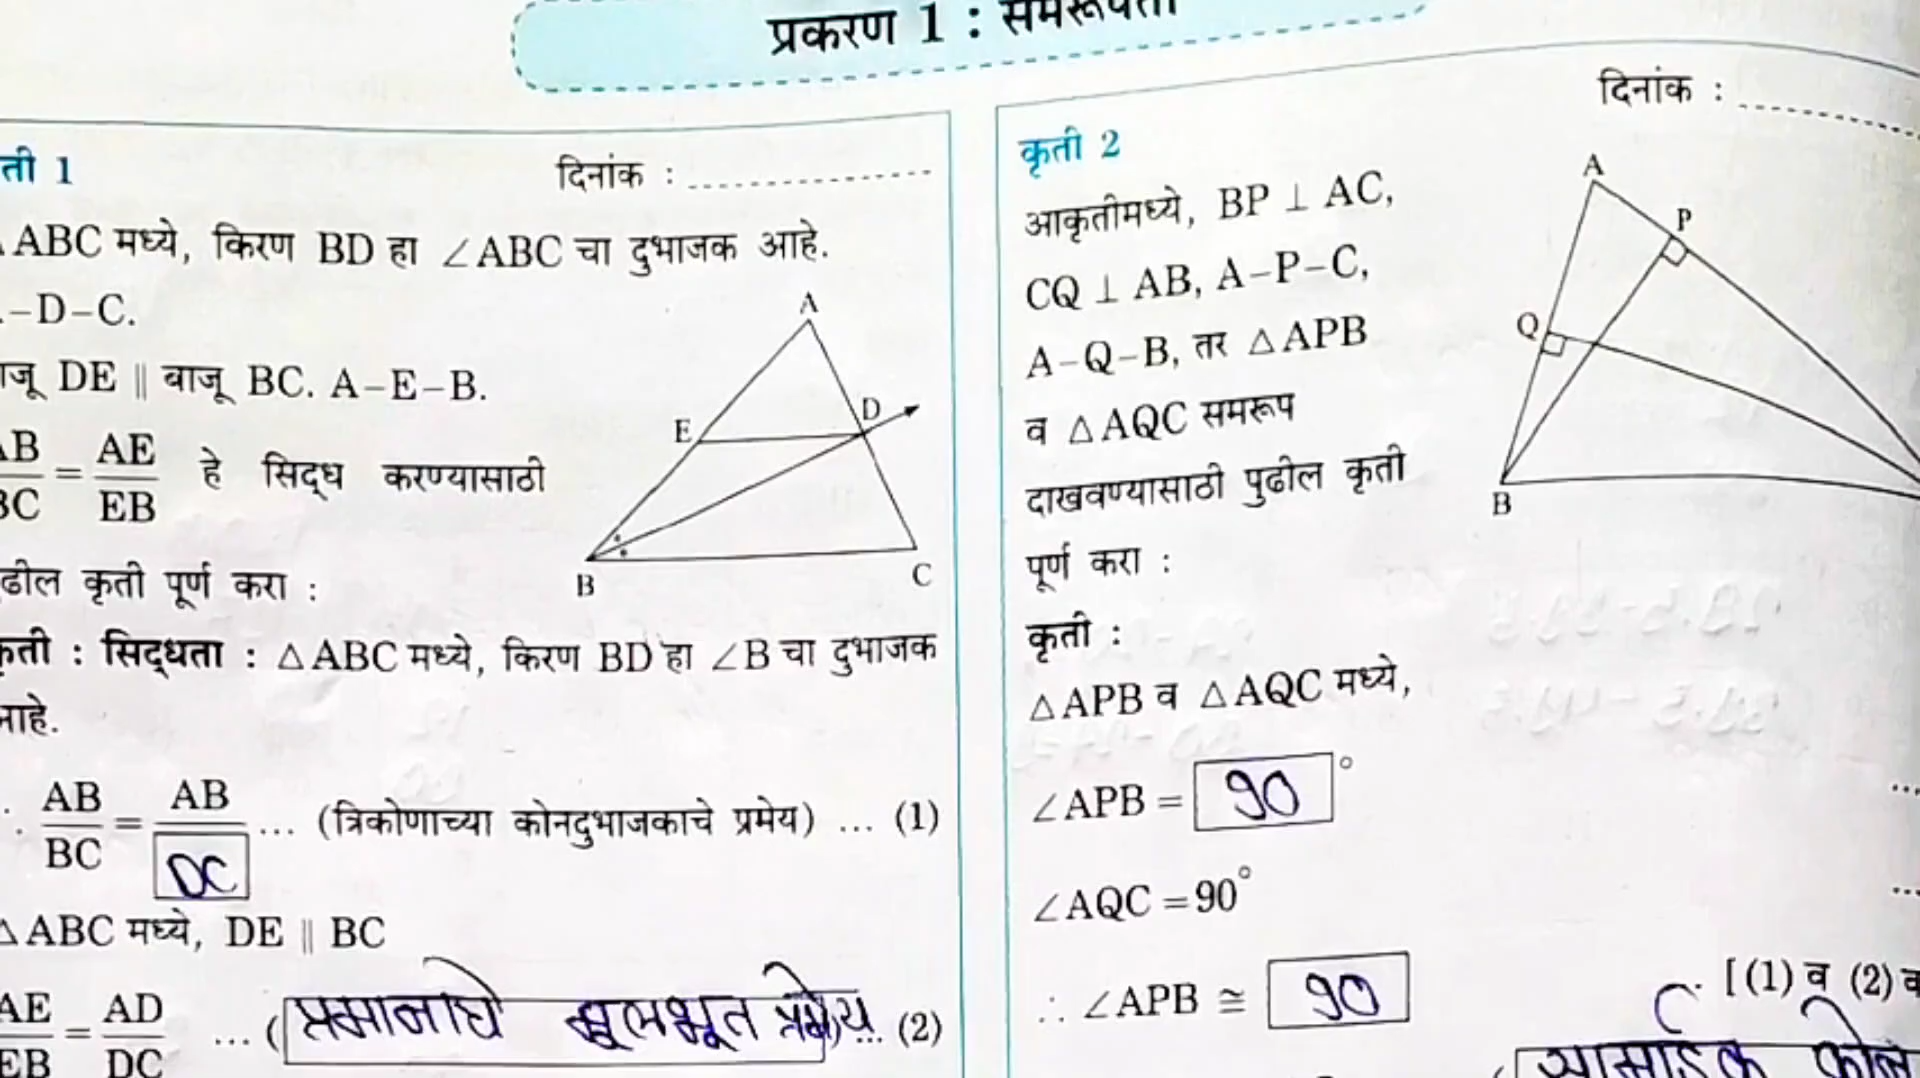 प्रकरण 1 : समरूपता
ती 1
दिनांक :
ABC मध्ये, किरण BD हा ∠ABC चा दुभाजक आहे.
–D–C.
जू DE || बाजू BC. A–E–B.
AB/BC = AE/EB हे सिद्ध करण्यासाठी
ढील कृती पूर्ण करा :
A
E
D
B
C
कृती : सिद्धता : △ABC मध्ये, किरण BD हा ∠B चा दुभाजक
आहे.
AB/BC = AB/DC ... (त्रिकोणाच्या कोनदुभाजकाचे प्रमेय) ... (1)
△ABC मध्ये, DE || BC
AE/EB = AD/DC ... (प्रमाणाचे मूलभूत प्रमेय) ... (2)
दिनांक :
कृती 2
आकृतीमध्ये, BP ⊥ AC,
CQ ⊥ AB, A–P–C,
A–Q–B, तर △APB
व △AQC समरूप
दाखवण्यासाठी पुढील कृती
पूर्ण करा :
A
P
Q
B
कृती :
△APB व △AQC मध्ये,
∠APB = 90°
∠AQC = 90°
∴ ∠APB ≅ 90
[(1) व (2) व